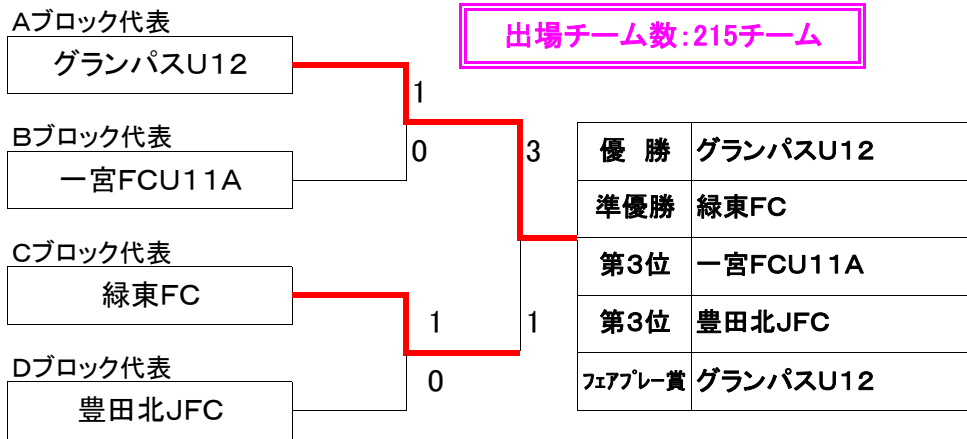 Aブロック代表
出場チーム数:215チーム
グランパスU12
1
Bブロック代表
0
3
一宮FCU11A
優 勝
グランパスU12
準優勝
緑東FC
Cブロック代表
第3位
一宮FCU11A
緑東FC
1
1
第3位
豊田北JFC
Dブロック代表
0
フェアプレー賞
グランパスU12
豊田北JFC